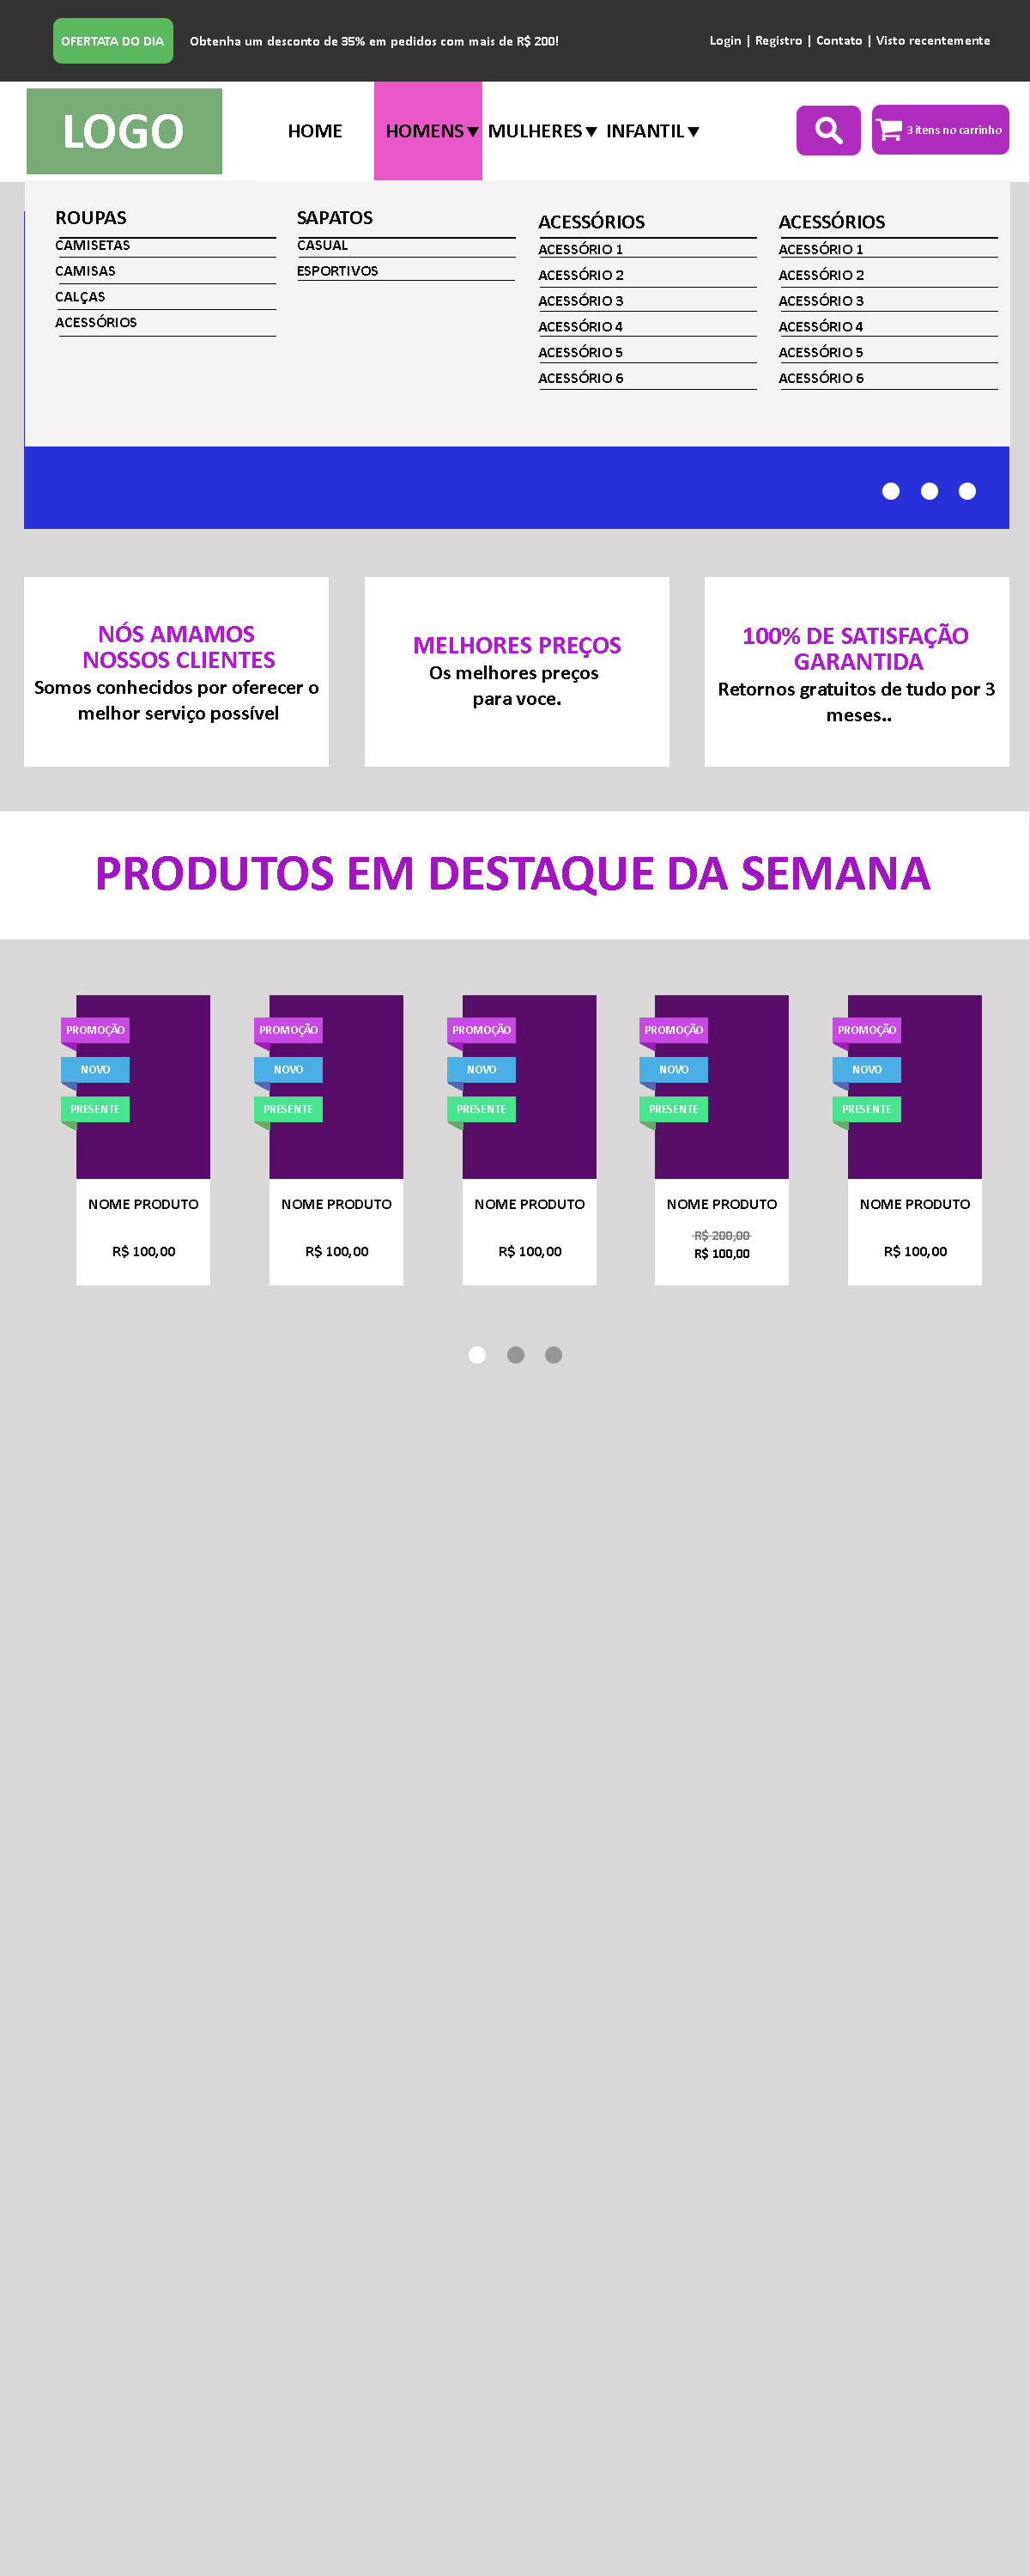 OFERTATA DO DIA
Obtenha um desconto de 35% em pedidos com mais de R$ 200!
Login | Registro | Contato | Visto recentemente
LOGO
HOME
HOMENS
MULHERES
INFANTIL
3 itens no carrinho
ROUPAS
CAMISETAS
CAMISAS
CALÇAS
ACESSÓRIOS
SAPATOS
CASUAL
ESPORTIVOS
ACESSÓRIOS
ACESSÓRIO 1
ACESSÓRIO 2
ACESSÓRIO 3
ACESSÓRIO 4
ACESSÓRIO 5
ACESSÓRIO 6
ACESSÓRIOS
ACESSÓRIO 1
ACESSÓRIO 2
ACESSÓRIO 3
ACESSÓRIO 4
ACESSÓRIO 5
ACESSÓRIO 6
NÓS AMAMOS
NOSSOS CLIENTES
Somos conhecidos por oferecer o
melhor serviço possível
MELHORES PREÇOS
Os melhores preços
para voce.
100% DE SATISFAÇÃO
GARANTIDA
Retornos gratuitos de tudo por 3
meses..
PRODUTOS EM DESTAQUE DA SEMANA
PROMOÇÃO
NOVO
PRESENTE
NOME PRODUTO
R$ 100,00
PROMOÇÃO
NOVO
PRESENTE
NOME PRODUTO
R$ 100,00
PROMOÇÃO
NOVO
PRESENTE
NOME PRODUTO
R$ 100,00
PROMOÇÃO
NOVO
PRESENTE
NOME PRODUTO
R$ 200,00
R$ 100,00
PROMOÇÃO
NOVO
PRESENTE
NOME PRODUTO
R$ 100,00